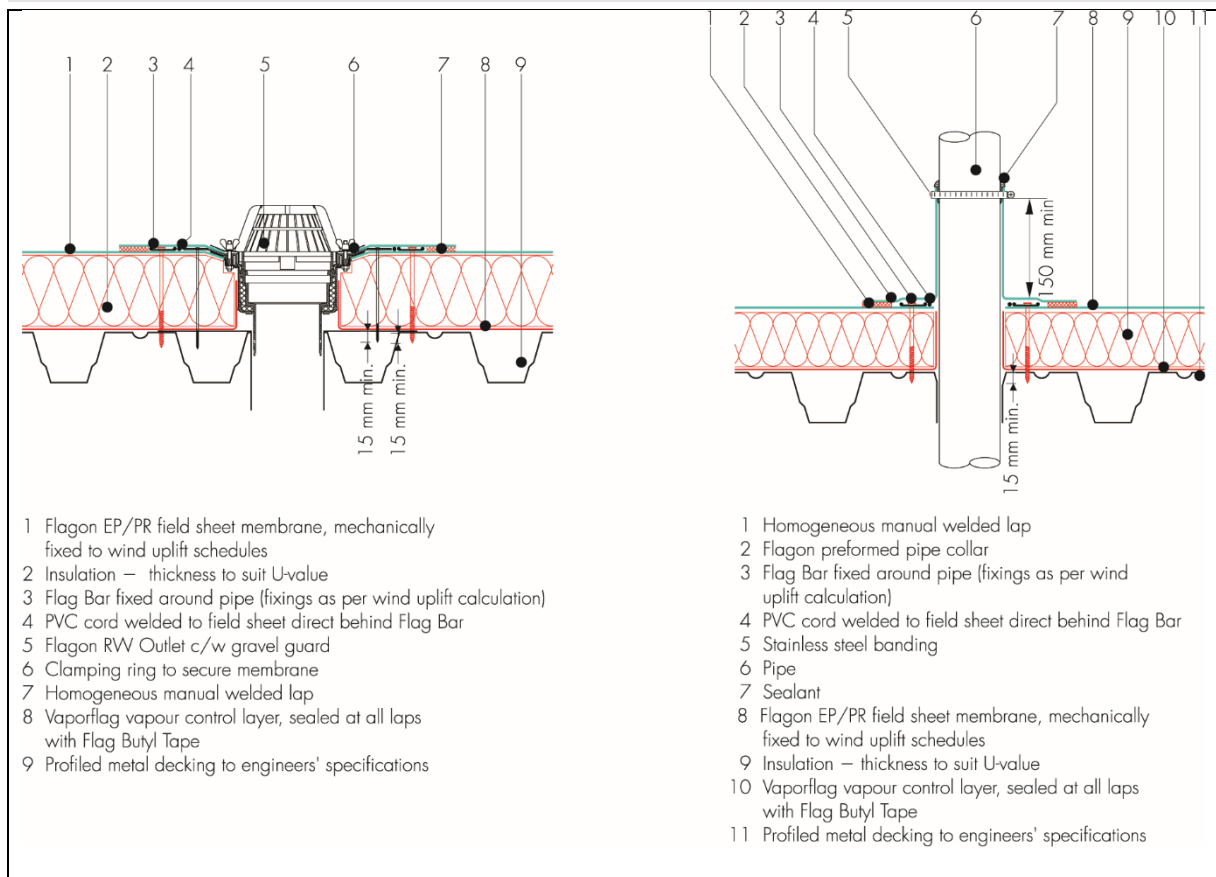 1 2 3 4 5 6 7 8 9
15 mm min.
15 mm min.
1 Flagon EP/PR field sheet membrane, mechanically
fixed to wind uplift schedules
2 Insulation – thickness to suit U-value
3 Flag Bar fixed around pipe (fixings as per wind uplift calculation)
4 PVC cord welded to field sheet direct behind Flag Bar
5 Flagon RW Outlet c/w gravel guard
6 Clamping ring to secure membrane
7 Homogeneous manual welded lap
8 Vaporflag vapour control layer, sealed at all laps
with Flag Butyl Tape
9 Profiled metal decking to engineers' specifications
1 2 3 4 5 6 7 8 9 10 11
150 mm min
15 mm min.
1 Homogeneous manual welded lap
2 Flagon preformed pipe collar
3 Flag Bar fixed around pipe (fixings as per wind
uplift calculation)
4 PVC cord welded to field sheet direct behind Flag Bar
5 Stainless steel banding
6 Pipe
7 Sealant
8 Flagon EP/PR field sheet membrane, mechanically
fixed to wind uplift schedules
9 Insulation – thickness to suit U-value
10 Vaporflag vapour control layer, sealed at all laps
with Flag Butyl Tape
11 Profiled metal decking to engineers' specifications